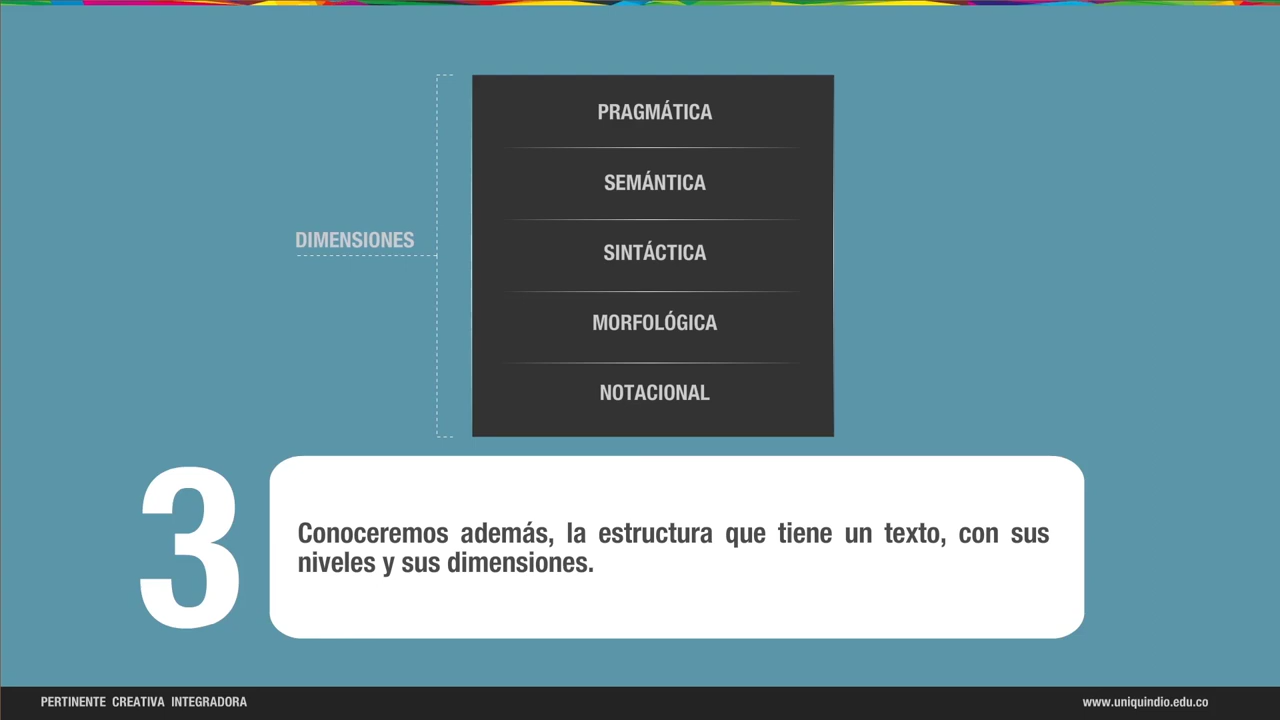 PRAGMÁTICA
SEMÁNTICA
DIMENSIONES
SINTÁCTICA
MORFOLÓGICA
NOTACIONAL
3
Conoceremos además, la estructura que tiene un texto, con sus
niveles y sus dimensiones.
PERTINENTE CREATIVA INTEGRADORA
www.uniquindio.edu.co